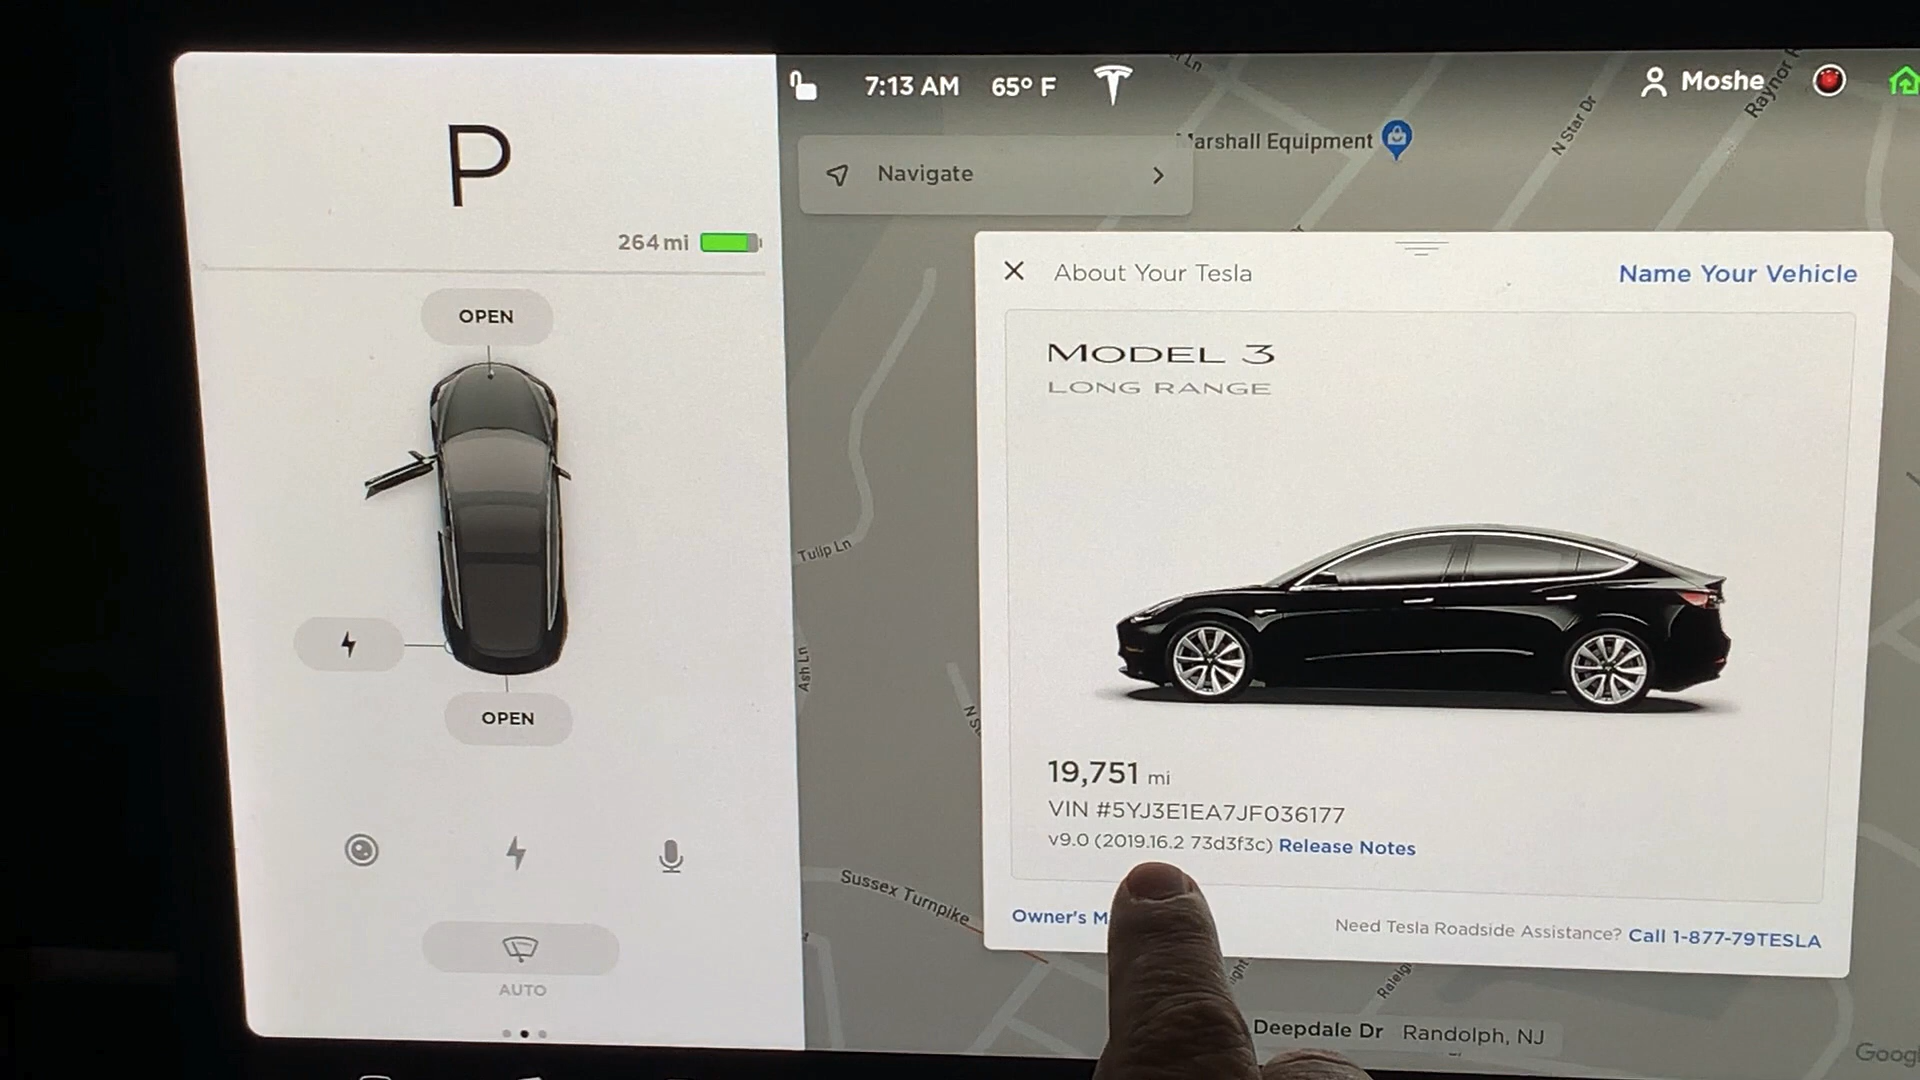 P
264 mi
OPEN
OPEN
AUTO
7:13 AM 65° F
Moshe
Navigate
Marshall Equipment
N Star Dr
Raynor
Tulip Ln
Ash Ln
Sussex Turnpike
About Your Tesla
Name Your Vehicle
MODEL 3
LONG RANGE
19,751 mi
VIN #5YJ3E1EA7JF036177
v9.0 (2019.16.2 73d3f3c) Release Notes
Owner's M
Need Tesla Roadside Assistance? Call 1-877-79TESLA
Deepdale Dr Randolph, NJ
Googl